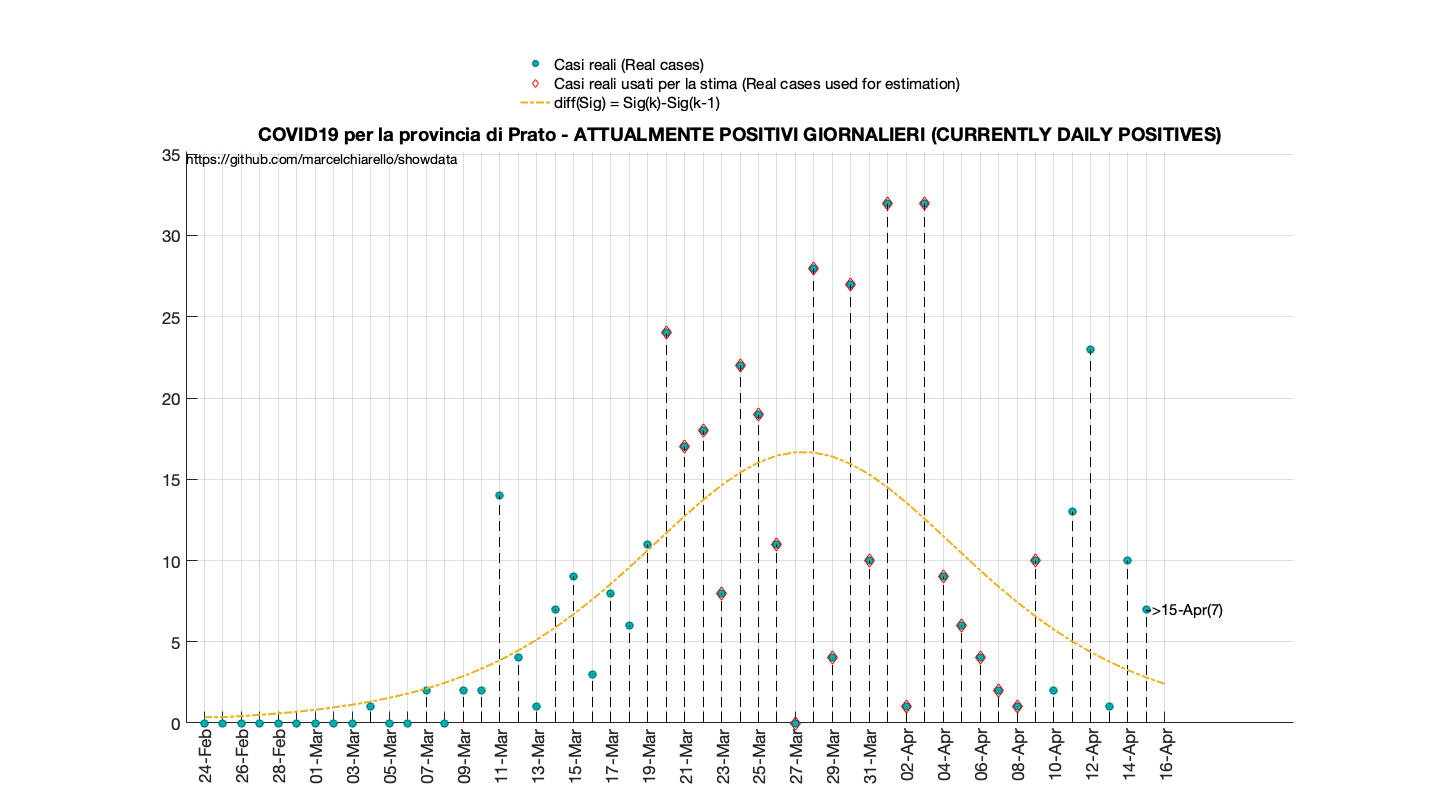 Casi reali (Real cases)
Casi reali usati per la stima (Real cases used for estimation)
diff(Sig) = Sig(k)-Sig(k-1)
COVID19 per la provincia di Prato - ATTUALMENTE POSITIVI GIORNALIERI (CURRENTLY DAILY POSITIVES)
https://github.com/marcelchiarello/showdata
35
30
25
20
15
10
5
0
->15-Apr(7)
24-Feb
26-Feb
28-Feb
01-Mar
03-Mar
05-Mar
07-Mar
09-Mar
11-Mar
13-Mar
15-Mar
17-Mar
19-Mar
21-Mar
23-Mar
25-Mar
27-Mar
29-Mar
31-Mar
02-Apr
04-Apr
06-Apr
08-Apr
10-Apr
12-Apr
14-Apr
16-Apr